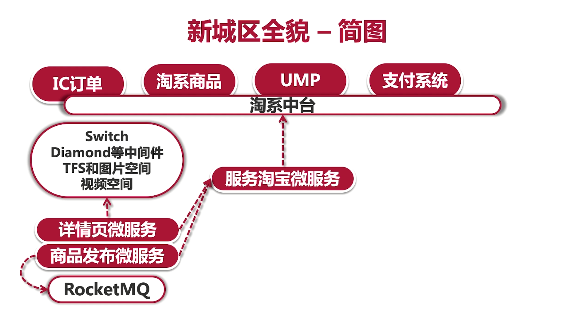 新城区全貌 – 简图
IC订单
淘系商品
UMP
支付系统
淘系中台
Switch
Diamond等中间件
TFS和图片空间
视频空间
服务淘宝微服务
详情页微服务
商品发布微服务
RocketMQ